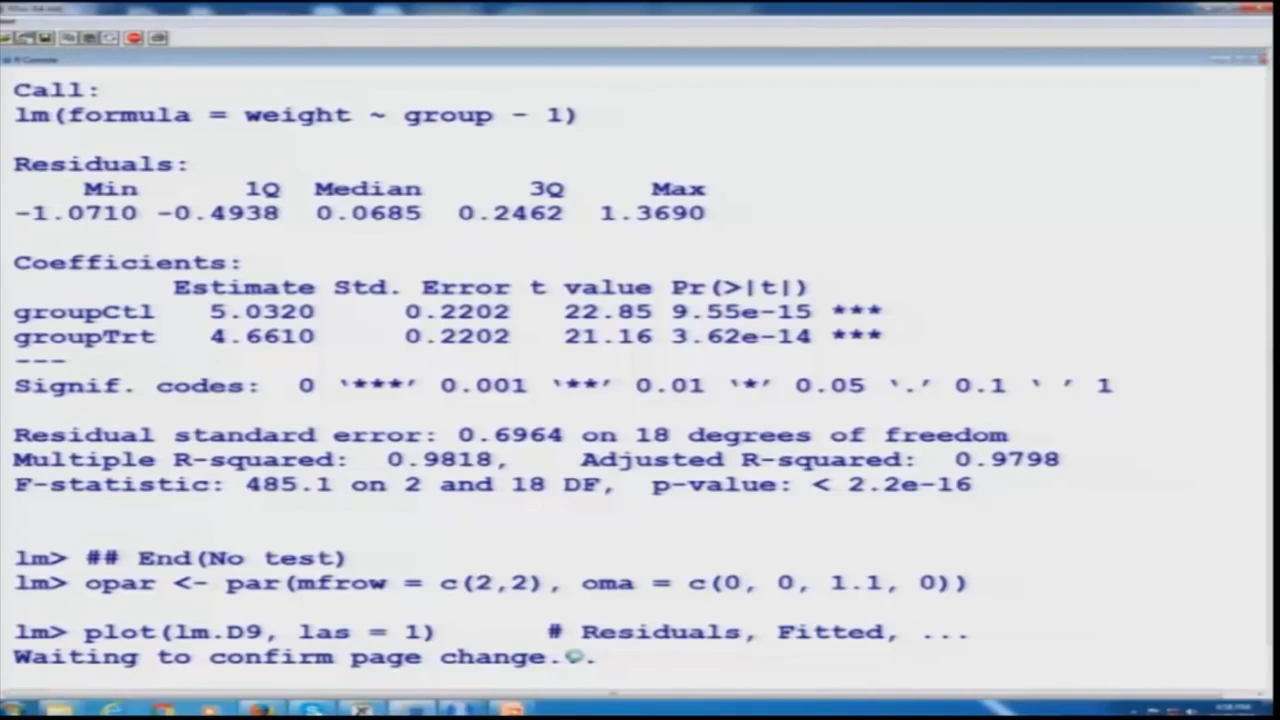 R Console
Call:
lm(formula = weight ~ group - 1)
Residuals:
Min 1Q Median 3Q Max
-1.0710 -0.4938 0.0685 0.2462 1.3690
Coefficients:
Estimate Std. Error t value Pr(>|t|)
groupCtl 5.0320 0.2202 22.85 9.55e-15 ***
groupTrt 4.6610 0.2202 21.16 3.62e-14 ***
---
Signif. codes: 0 ‘***’ 0.001 ‘**’ 0.01 ‘*’ 0.05 ‘.’ 0.1 ‘ ’ 1
Residual standard error: 0.6964 on 18 degrees of freedom
Multiple R-squared: 0.9818, Adjusted R-squared: 0.9798
F-statistic: 485.1 on 2 and 18 DF, p-value: < 2.2e-16
lm> ## End(No test)
lm> opar <- par(mfrow = c(2,2), oma = c(0, 0, 1.1, 0))
lm> plot(lm.D9, las = 1) # Residuals, Fitted, ...
Waiting to confirm page change...